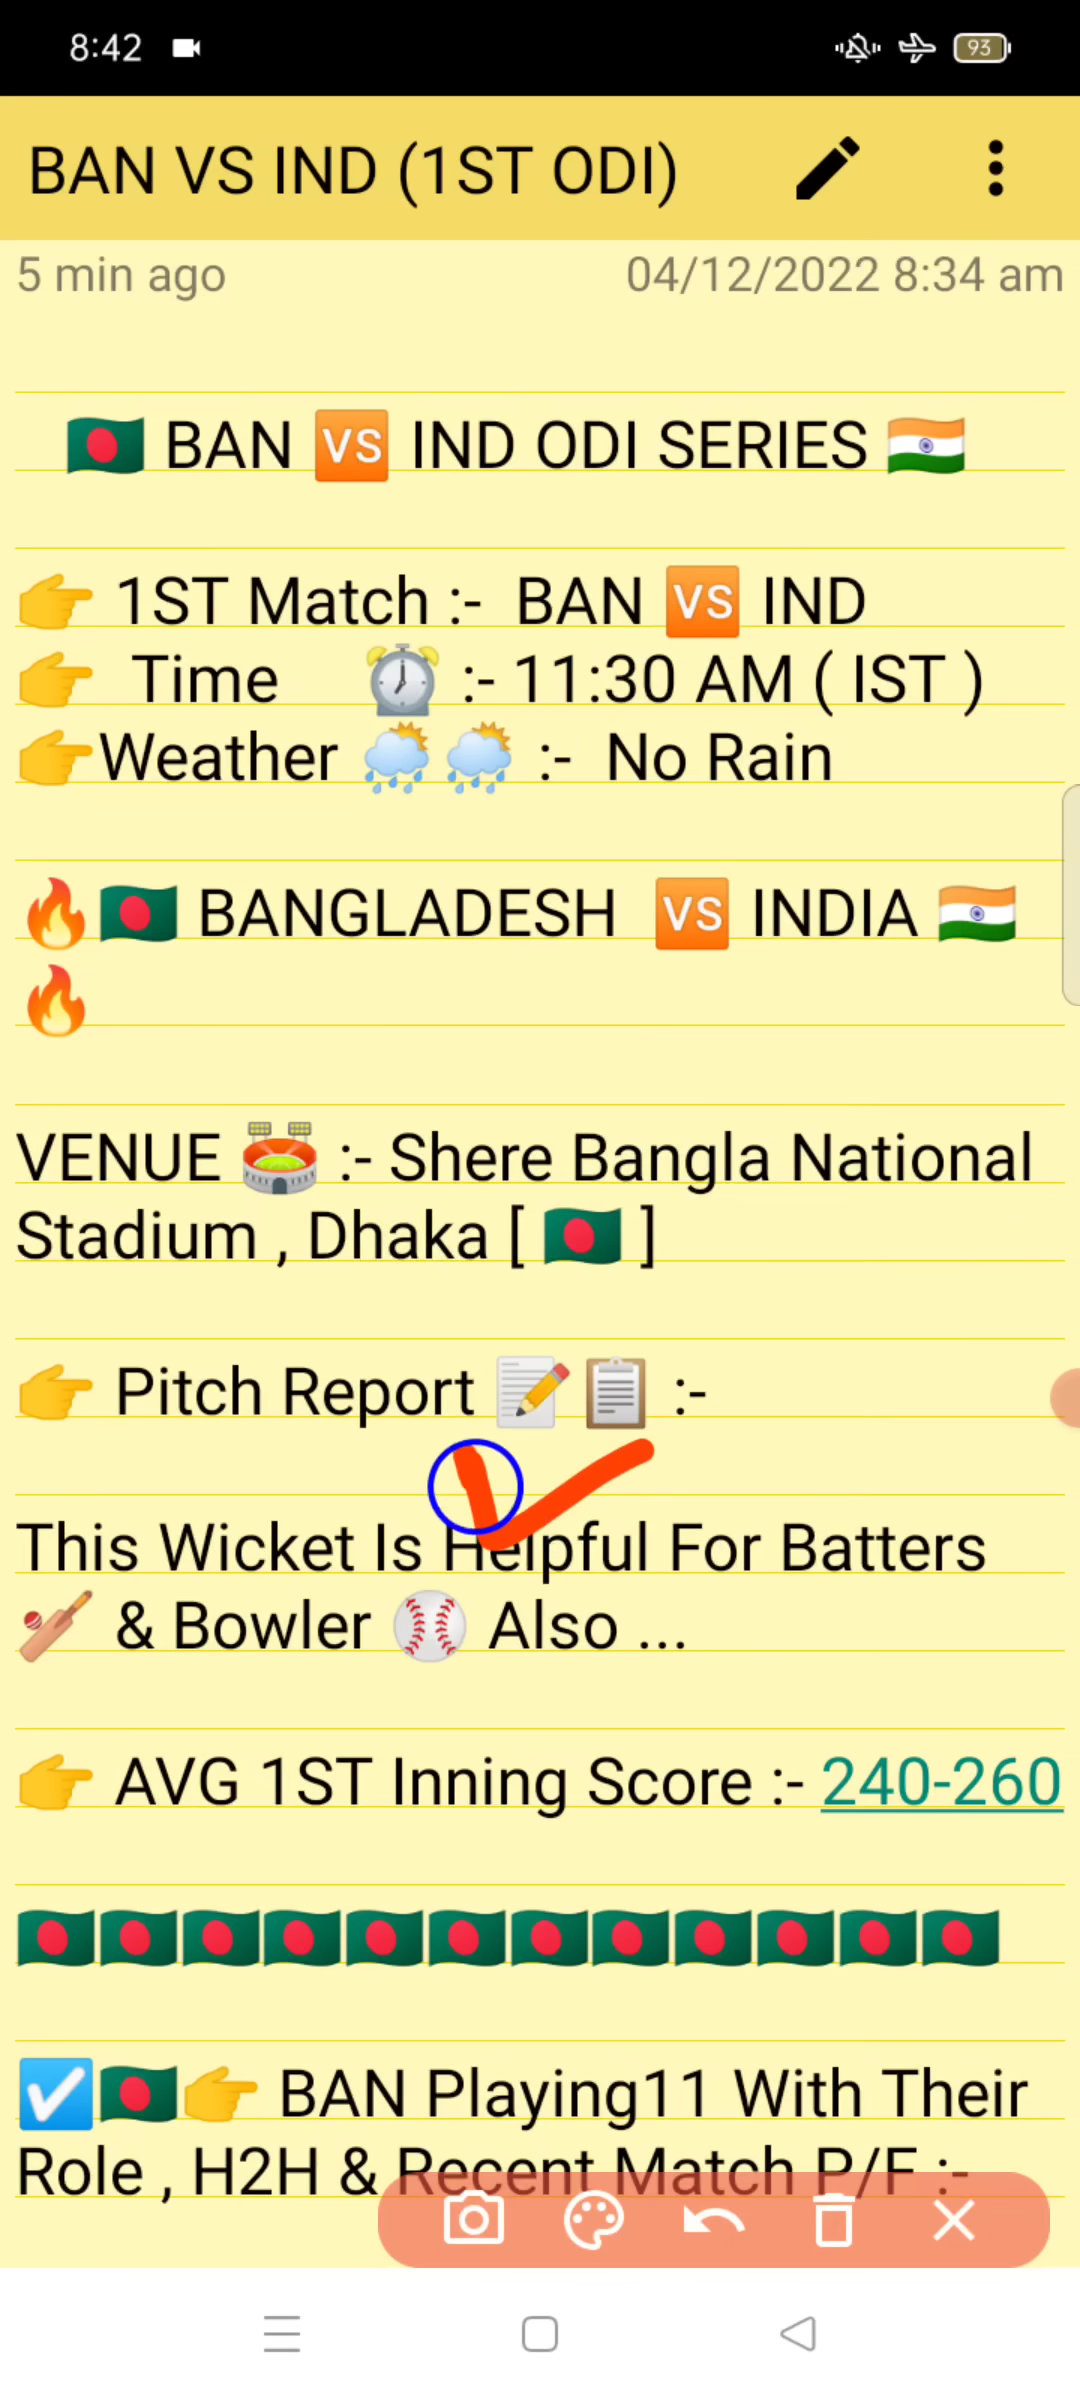 8:42
93
BAN VS IND (1ST ODI)
5 min ago 04/12/2022 8:34 am
🇧🇩 BAN 🆚 IND ODI SERIES 🇮🇳
👉 1ST Match :- BAN 🆚 IND
👉 Time ⏰ :- 11:30 AM ( IST )
👉Weather 🌦🌦 :- No Rain
🔥🇧🇩 BANGLADESH 🆚 INDIA 🇮🇳
🔥
VENUE 🏟 :- Shere Bangla National
Stadium , Dhaka [ 🇧🇩 ]
👉 Pitch Report 📝📋 :-
This Wicket Is Helpful For Batters
🏏 & Bowler ⚾ Also ...
👉 AVG 1ST Inning Score :- 240-260
🇧🇩🇧🇩🇧🇩🇧🇩🇧🇩🇧🇩🇧🇩🇧🇩🇧🇩🇧🇩🇧🇩🇧🇩
☑🇧🇩👉 BAN Playing11 With Their
Role , H2H & Recent Match P/F :-